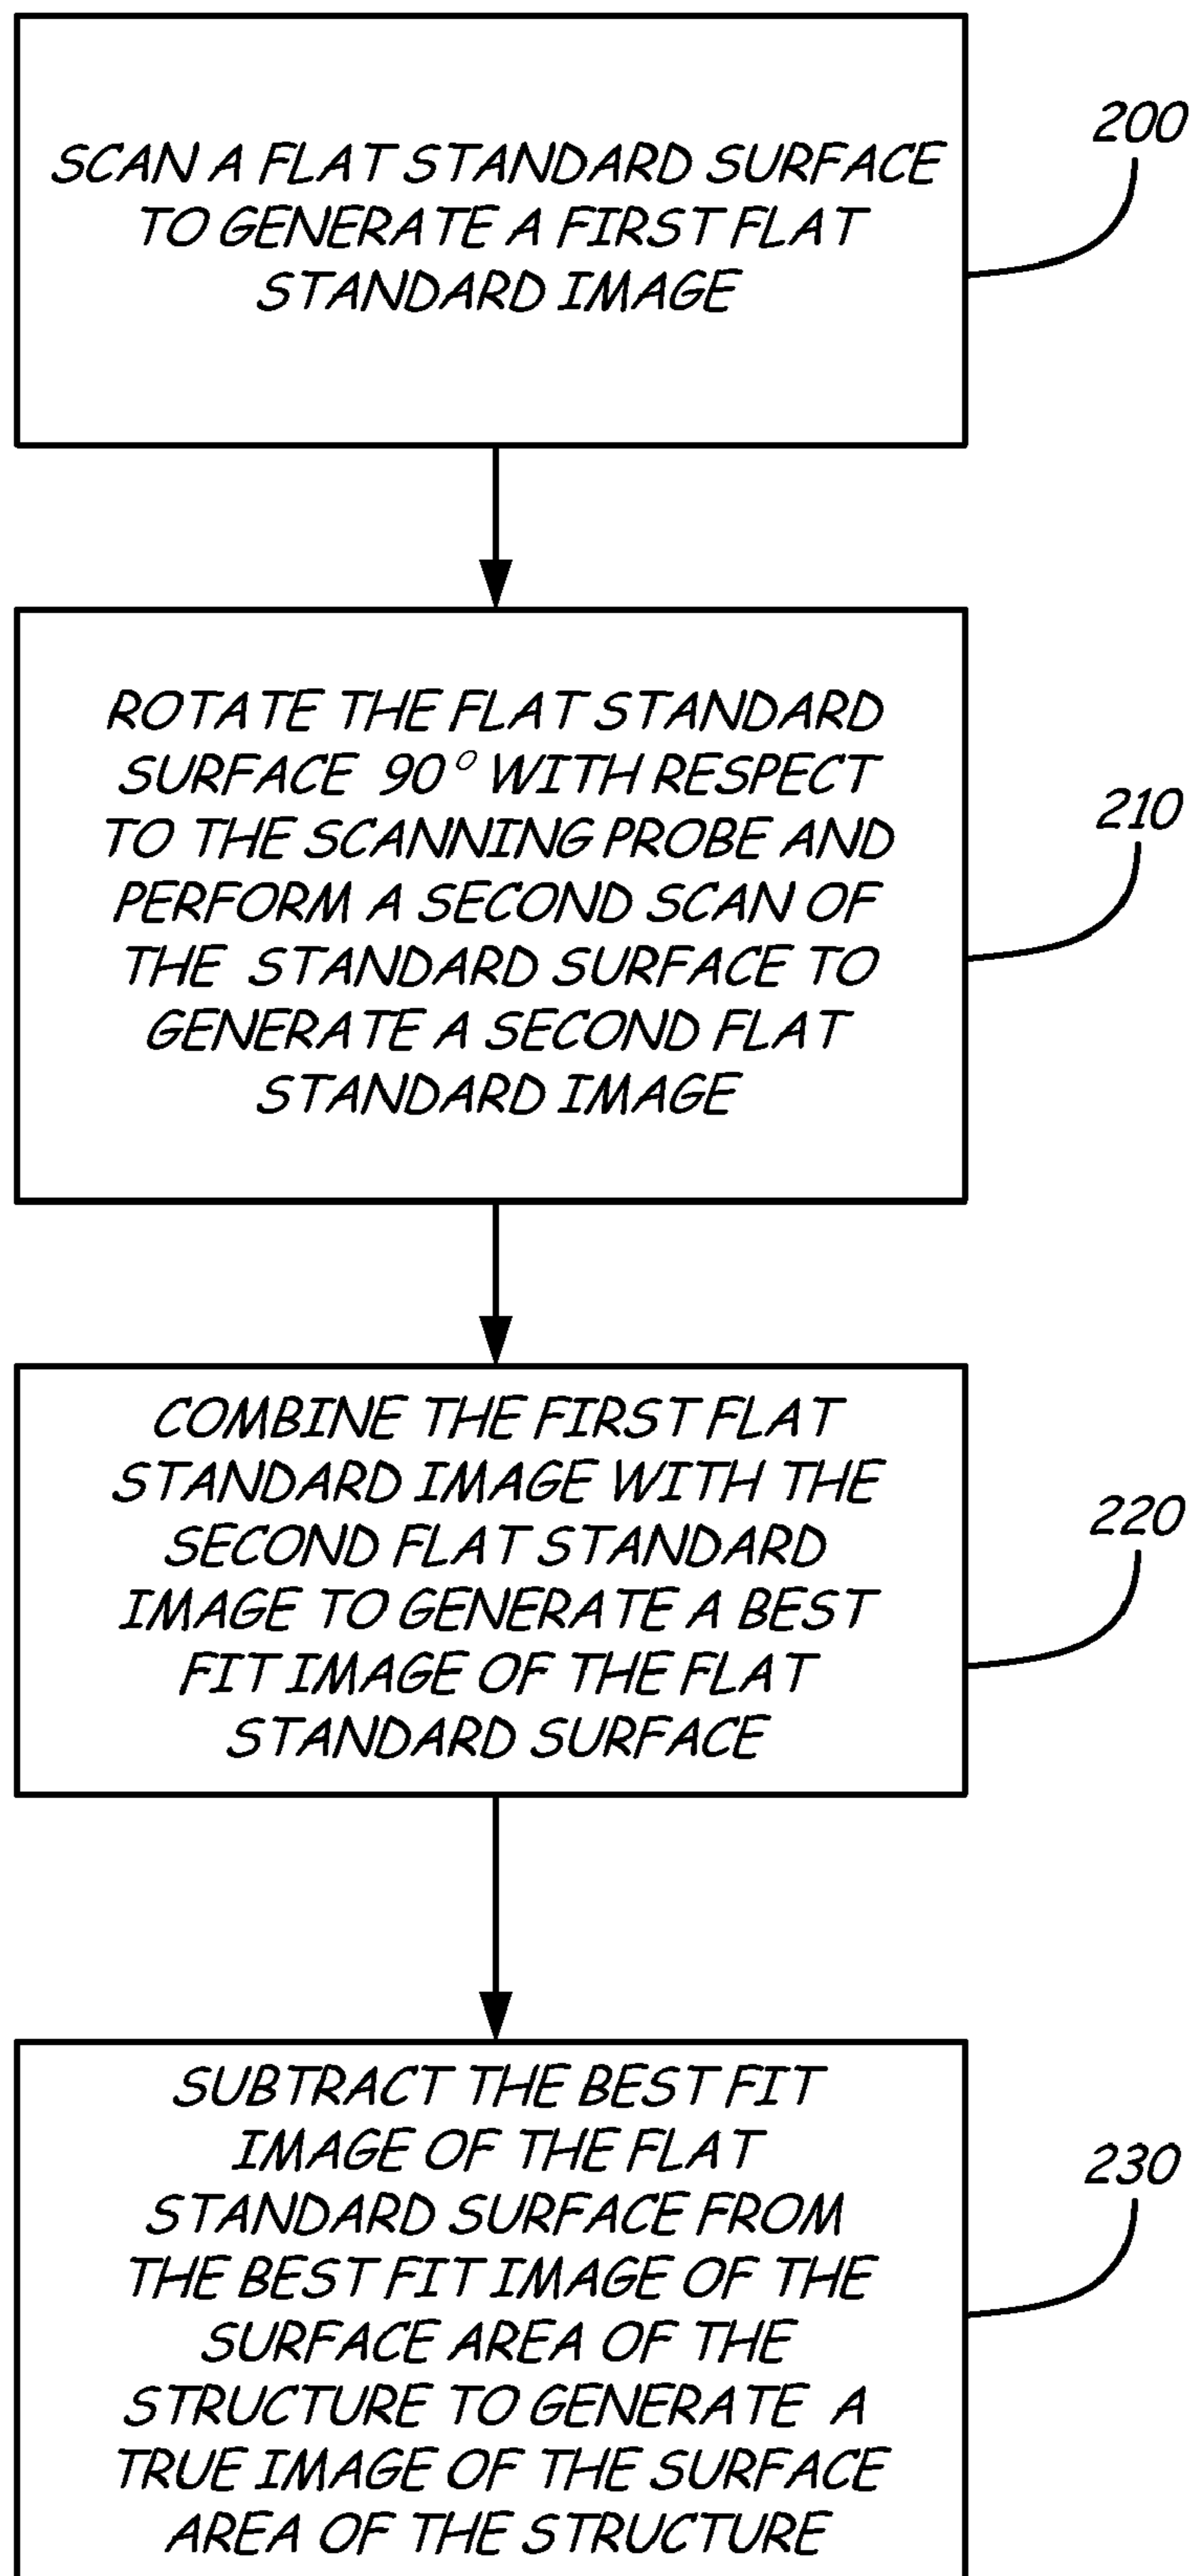 SCAN A FLAT STANDARD SURFACE
TO GENERATE A FIRST FLAT
STANDARD IMAGE
200
ROTATE THE FLAT STANDARD
SURFACE 90° WITH RESPECT
TO THE SCANNING PROBE AND
PERFORM A SECOND SCAN OF
THE STANDARD SURFACE TO
GENERATE A SECOND FLAT
STANDARD IMAGE
210
COMBINE THE FIRST FLAT
STANDARD IMAGE WITH THE
SECOND FLAT STANDARD
IMAGE TO GENERATE A BEST
FIT IMAGE OF THE FLAT
STANDARD SURFACE
220
SUBTRACT THE BEST FIT
IMAGE OF THE FLAT
STANDARD SURFACE FROM
THE BEST FIT IMAGE OF THE
SURFACE AREA OF THE
STRUCTURE TO GENERATE A
TRUE IMAGE OF THE SURFACE
AREA OF THE STRUCTURE
230